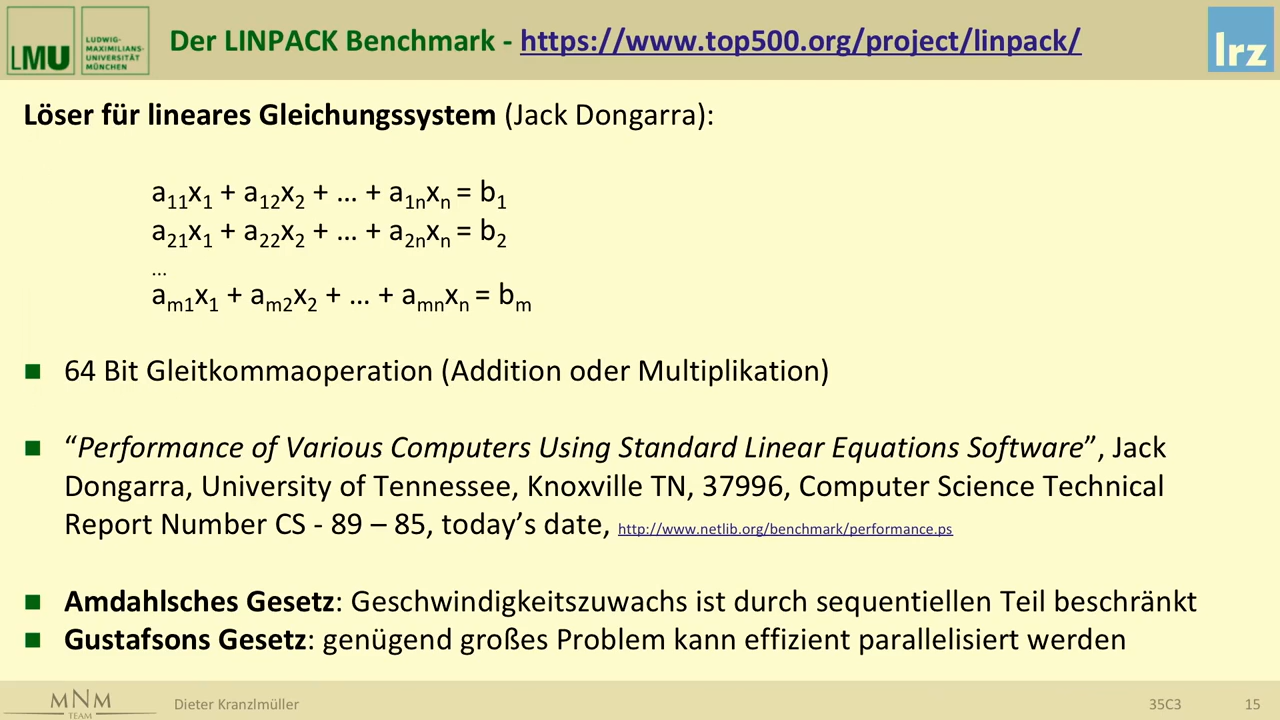 LMU
LUDWIG-
MAXIMILIANS-
UNIVERSITÄT
MÜNCHEN
Der LINPACK Benchmark - https://www.top500.org/project/linpack/
lrz
Löser für lineares Gleichungssystem (Jack Dongarra):
a11x1 + a12x2 + ... + a1nxn = b1
a21x1 + a22x2 + ... + a2nxn = b2
...
am1x1 + am2x2 + ... + amnxn = bm
64 Bit Gleitkommaoperation (Addition oder Multiplikation)
“Performance of Various Computers Using Standard Linear Equations Software”, Jack
Dongarra, University of Tennessee, Knoxville TN, 37996, Computer Science Technical
Report Number CS - 89 – 85, today’s date, http://www.netlib.org/benchmark/performance.ps
Amdahlsches Gesetz: Geschwindigkeitszuwachs ist durch sequentiellen Teil beschränkt
Gustafsons Gesetz: genügend großes Problem kann effizient parallelisiert werden
MNM
TEAM
Dieter Kranzlmüller
35C3
15